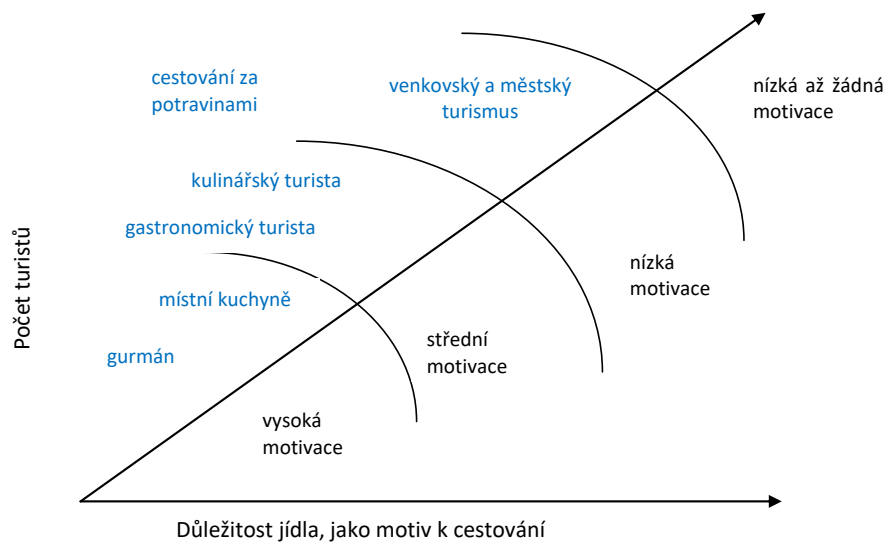 cestování za
potravinami
venkovský a městský
turismus
nízká až žádná
motivace
kulinářský turista
gastronomický turista
nízká
motivace
místní kuchyně
střední
motivace
gurmán
vysoká
motivace
Počet turistů
Důležitost jídla, jako motiv k cestování